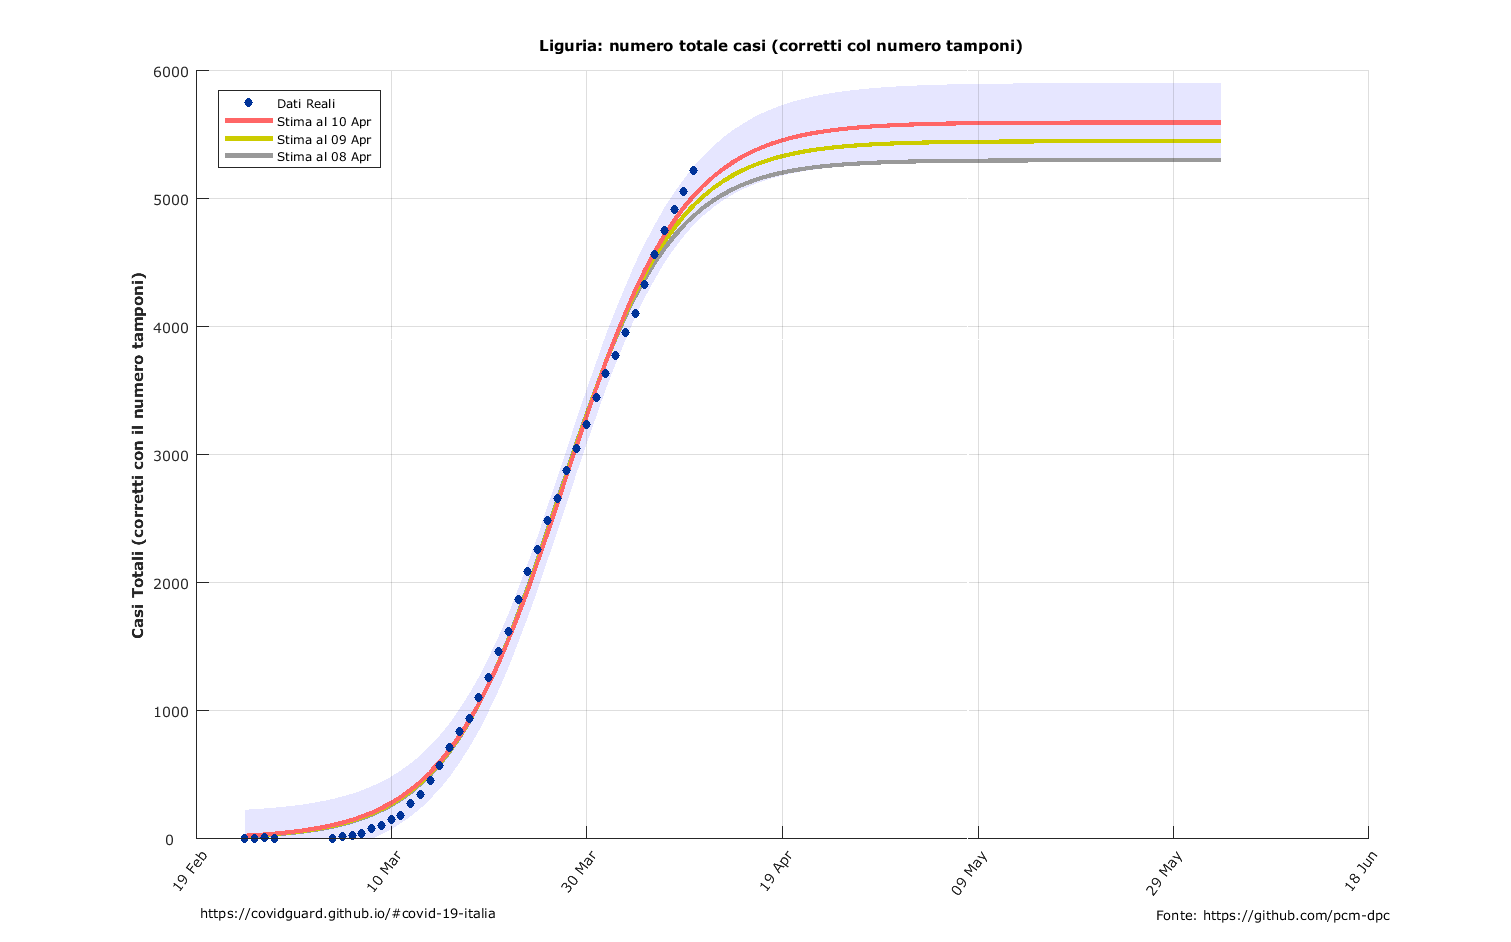 Liguria: numero totale casi (corretti col numero tamponi)
6000
5000
4000
3000
2000
1000
0
Dati Reali
Stima al 10 Apr
Stima al 09 Apr
Stima al 08 Apr
Casi Totali (corretti con il numero tamponi)
19 Feb
10 Mar
30 Mar
19 Apr
09 May
29 May
18 Jun
https://covidguard.github.io/#covid-19-italia
Fonte: https://github.com/pcm-dpc